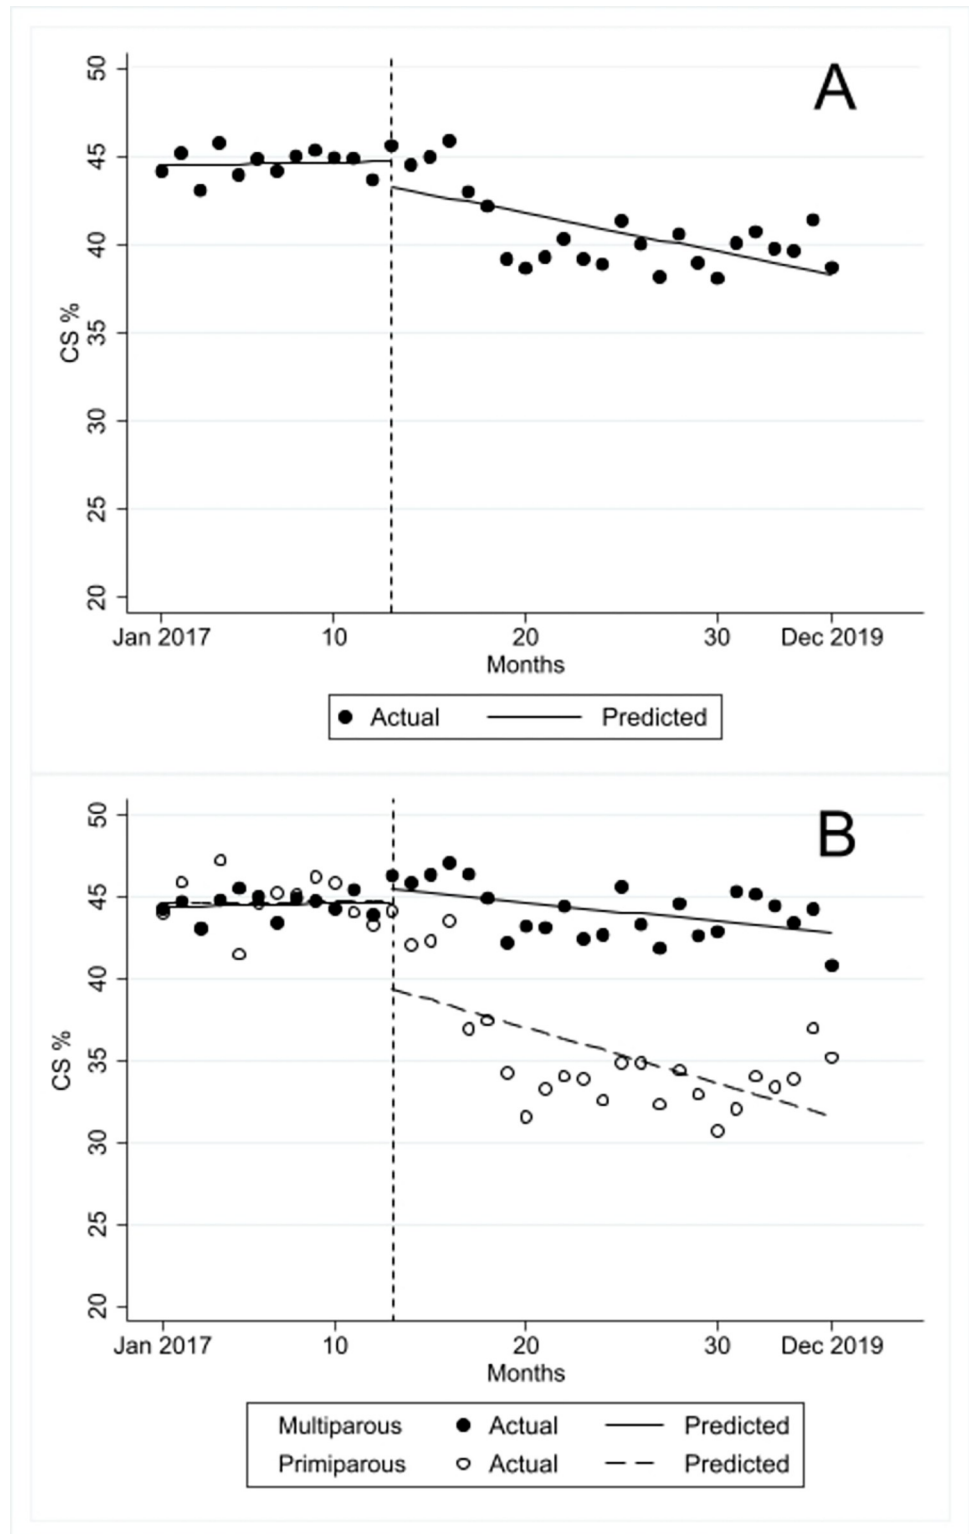 A
50
45
40
35
30
25
20
CS %
Jan 2017 10 20 30 Dec 2019
Months
Actual Predicted
B
50
45
40
35
30
25
20
CS %
Jan 2017 10 20 30 Dec 2019
Months
Multiparous Actual Predicted
Primiparous Actual Predicted